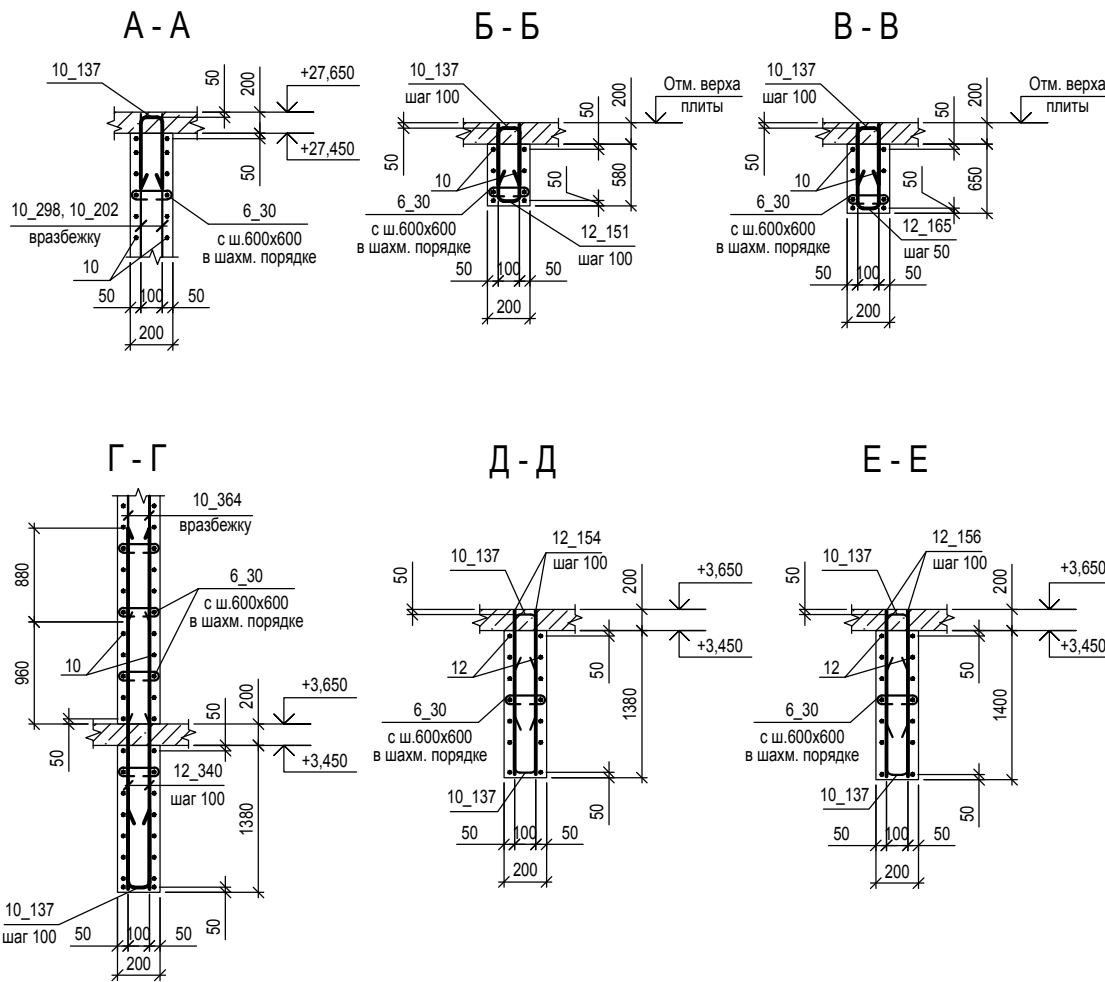 А - А
10_137
50
200
+27,650
+27,450
50
10_298, 10_202
вразбежку
6_30
с ш.600х600
в шахм. порядке
10
50
100
50
200
Б - Б
10_137
шаг 100
50
200
Отм. верха
плиты
50
10
50
580
6_30
с ш.600х600
в шахм. порядке
12_151
шаг 100
50
100
50
200
В - В
10_137
шаг 100
50
200
Отм. верха
плиты
50
10
50
650
6_30
с ш.600х600
в шахм. порядке
12_165
шаг 50
50
100
50
200
Г - Г
10_364
вразбежку
880
6_30
с ш.600х600
в шахм. порядке
10
960
50
200
+3,650
+3,450
50
12_340
шаг 100
1380
10_137
шаг 100
50
50
100
50
200
Д - Д
12_154
шаг 100
10_137
50
200
+3,650
+3,450
50
12
1380
6_30
с ш.600х600
в шахм. порядке
10_137
50
50
100
50
200
Е - Е
12_156
шаг 100
10_137
50
200
+3,650
+3,450
50
12
1400
6_30
с ш.600х600
в шахм. порядке
10_137
50
50
100
50
200